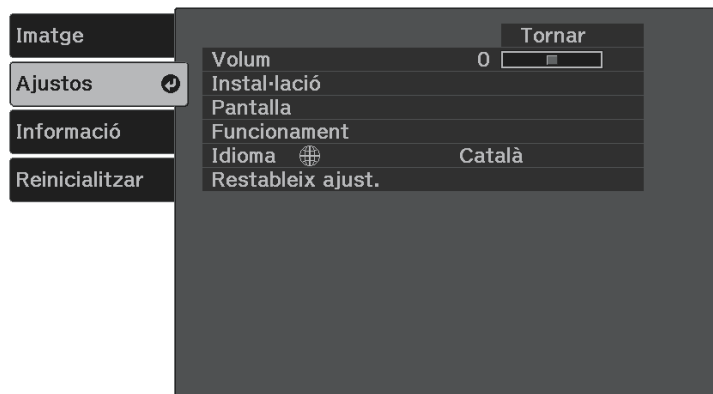 Imatge
Ajustos
Informació
Reinicialitzar
Tornar
Volum 0
Instal·lació
Pantalla
Funcionament
Idioma Català
Restableix ajust.